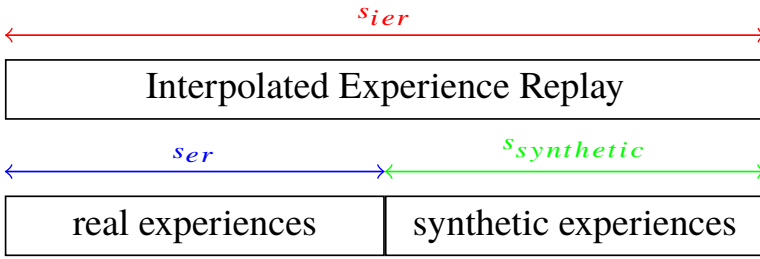 s_ier
Interpolated Experience Replay
s_er s_synthetic
real experiences synthetic experiences